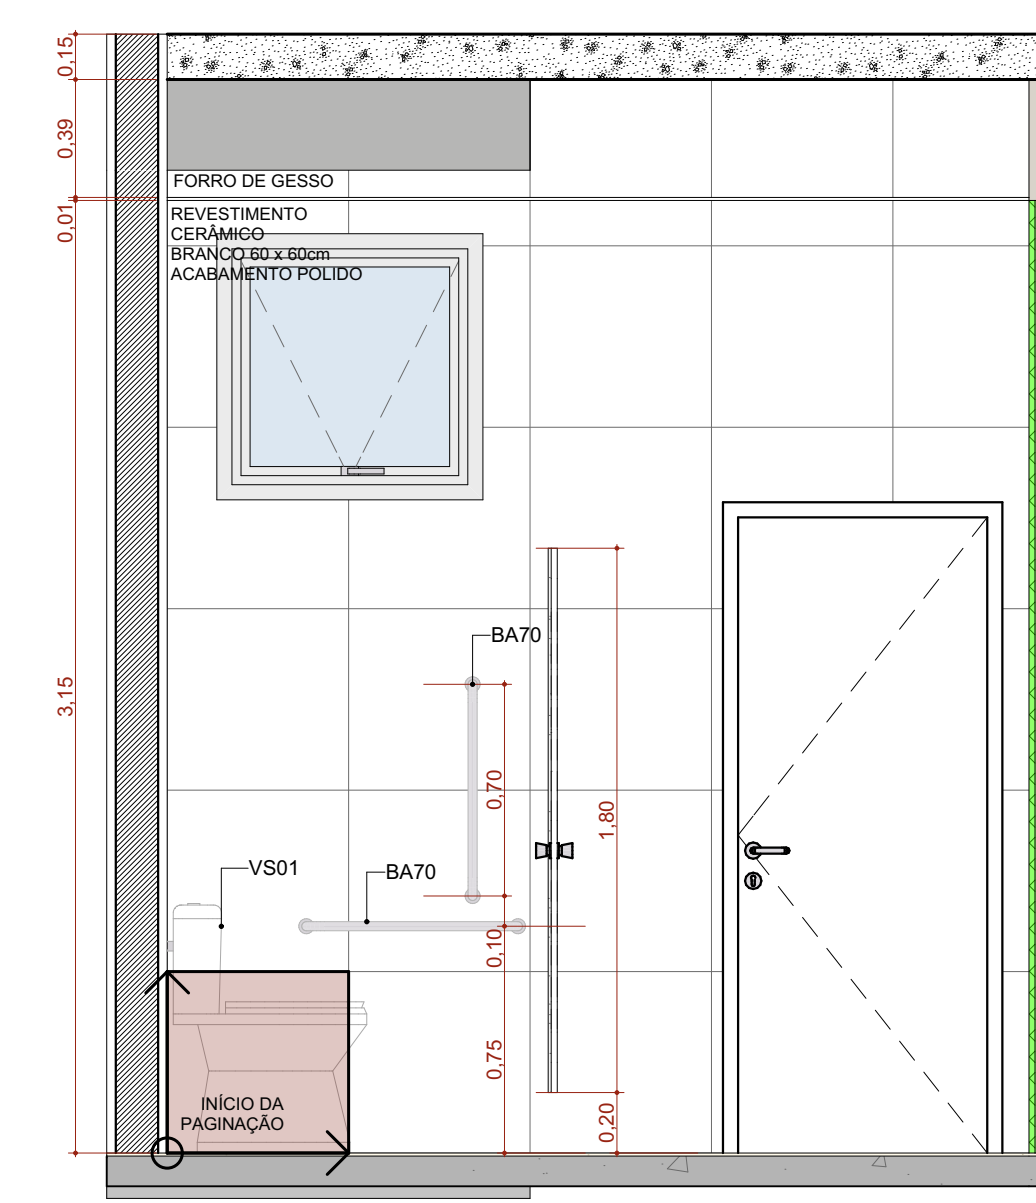 0,15
0,39
0,01
3,15
FORRO DE GESSO
REVESTIMENTO
CERÂMICO
BRANCO 60 x 60cm
ACABAMENTO POLIDO
BA70
0,70
1,80
VS01
BA70
0,10
0,75
0,20
INÍCIO DA
PAGINAÇÃO